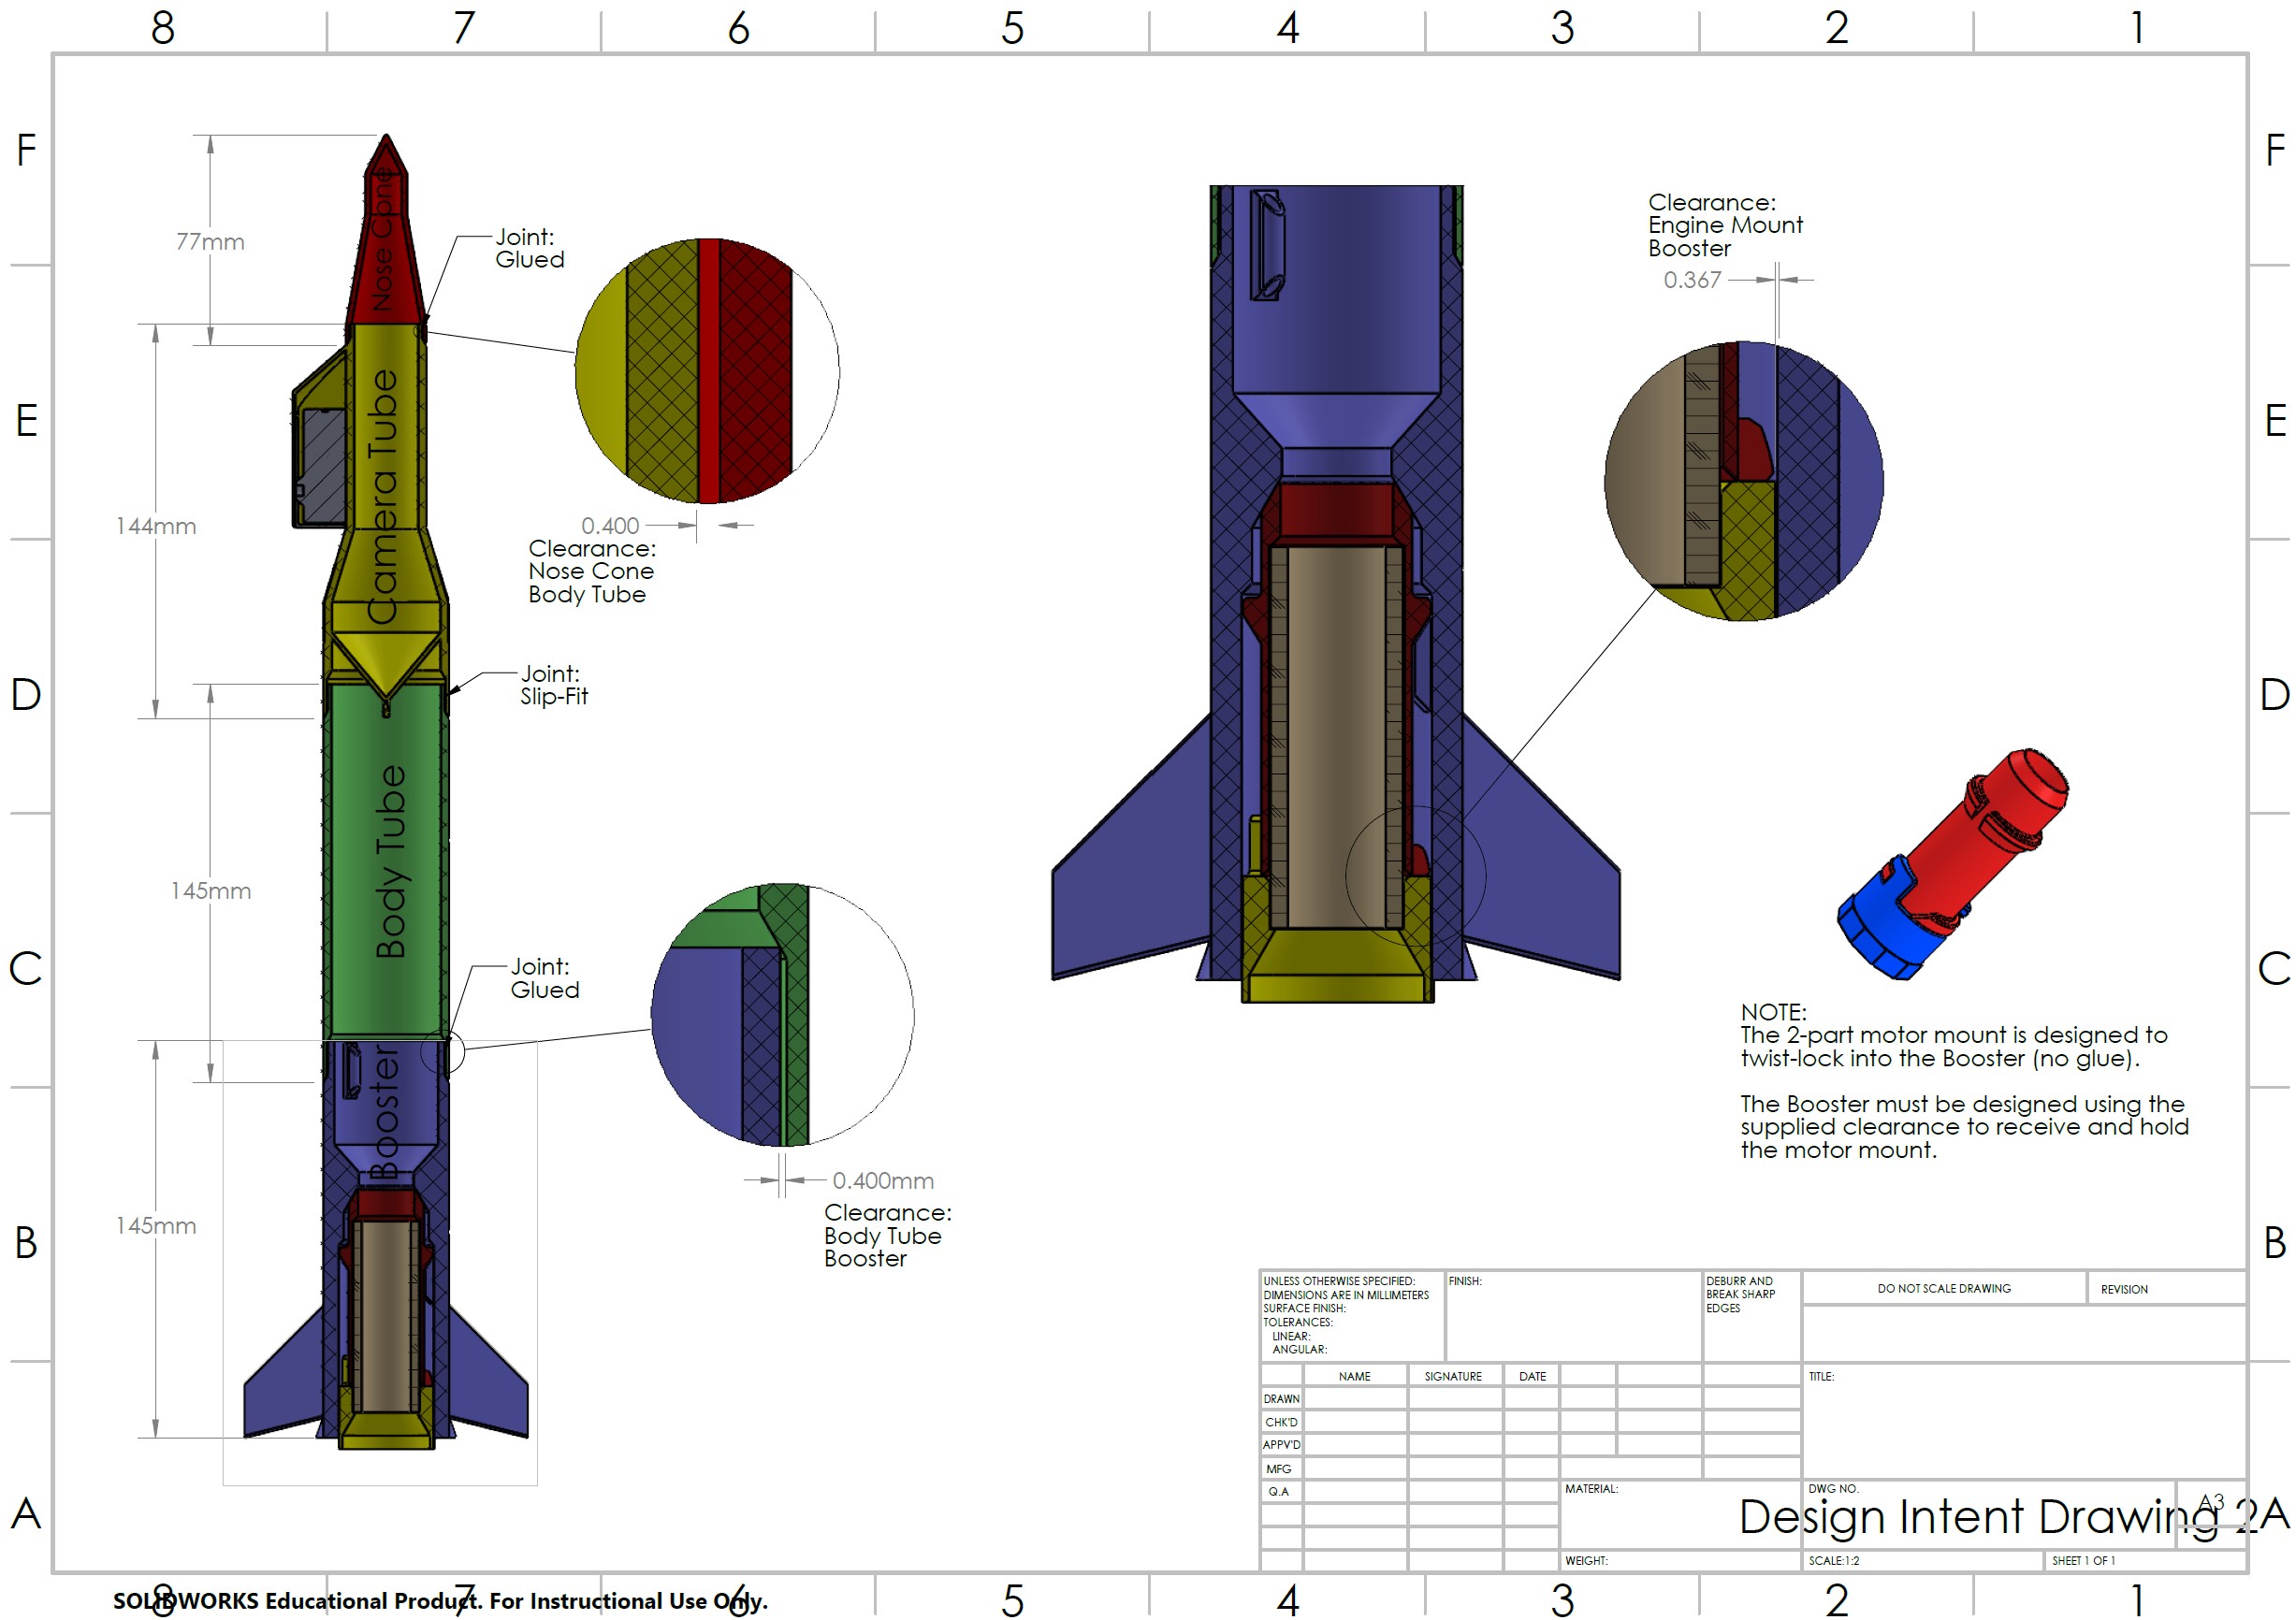 8 7 6 5 4 3 2 1
F
F
Nose Cone
77mm
Joint:
Glued
Clearance:
Engine Mount
Booster
0.367
E
E
Camera Tube
144mm
0.400
Clearance:
Nose Cone
Body Tube
D
D
Joint:
Slip-Fit
Body Tube
145mm
C
C
Joint:
Glued
NOTE:
The 2-part motor mount is designed to
twist-lock into the Booster (no glue).
The Booster must be designed using the
supplied clearance to receive and hold
the motor mount.
Booster
0.400mm
Clearance:
Body Tube
Booster
145mm
B
B
UNLESS OTHERWISE SPECIFIED:
DIMENSIONS ARE IN MILLIMETERS
SURFACE FINISH:
TOLERANCES:
LINEAR:
ANGULAR:
FINISH:
DEBURR AND
BREAK SHARP
EDGES
DO NOT SCALE DRAWING
REVISION
NAME
SIGNATURE
DATE
TITLE:
DRAWN
CHK'D
APPV'D
MFG
Q.A
MATERIAL:
DWG NO.
Design Intent Drawing 2
A3
WEIGHT:
SCALE:1:2
SHEET 1 OF 1
A
A
8 7 6 5 4 3 2 1
SOLIDWORKS Educational Product. For Instructional Use Only.